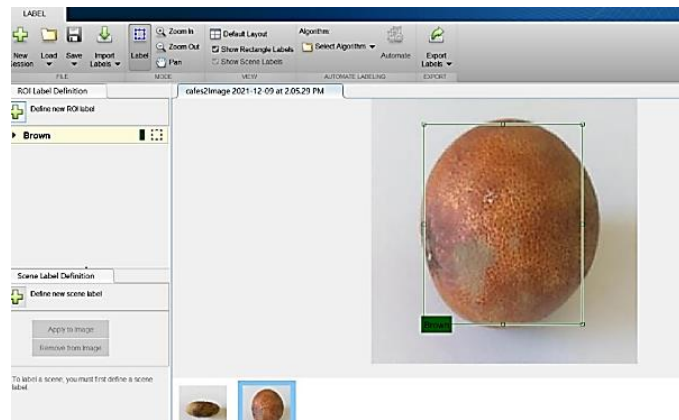 LABEL
New Session
Load
Save
Import Labels
FILE
Label
Zoom In
Zoom Out
Pan
MODE
Default Layout
Show Rectangle Labels
Show Scene Labels
VIEW
Algorithm:
Select Algorithm
Automate
AUTOMATE LABELING
Export Labels
EXPORT
ROI Label Definition
Define new ROI label
Brown
Scene Label Definition
Define new scene label
Apply to Image
Remove from Image
To label a scene, you must first define a scene
label.
cafes2Image 2021-12-09 at 2.05.29 PM
Brown